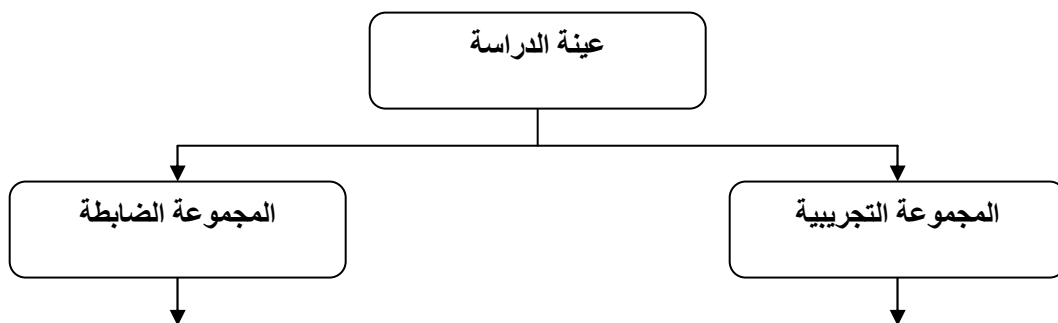 عينة الدراسة
المجموعة التجريبية
المجموعة الضابطة